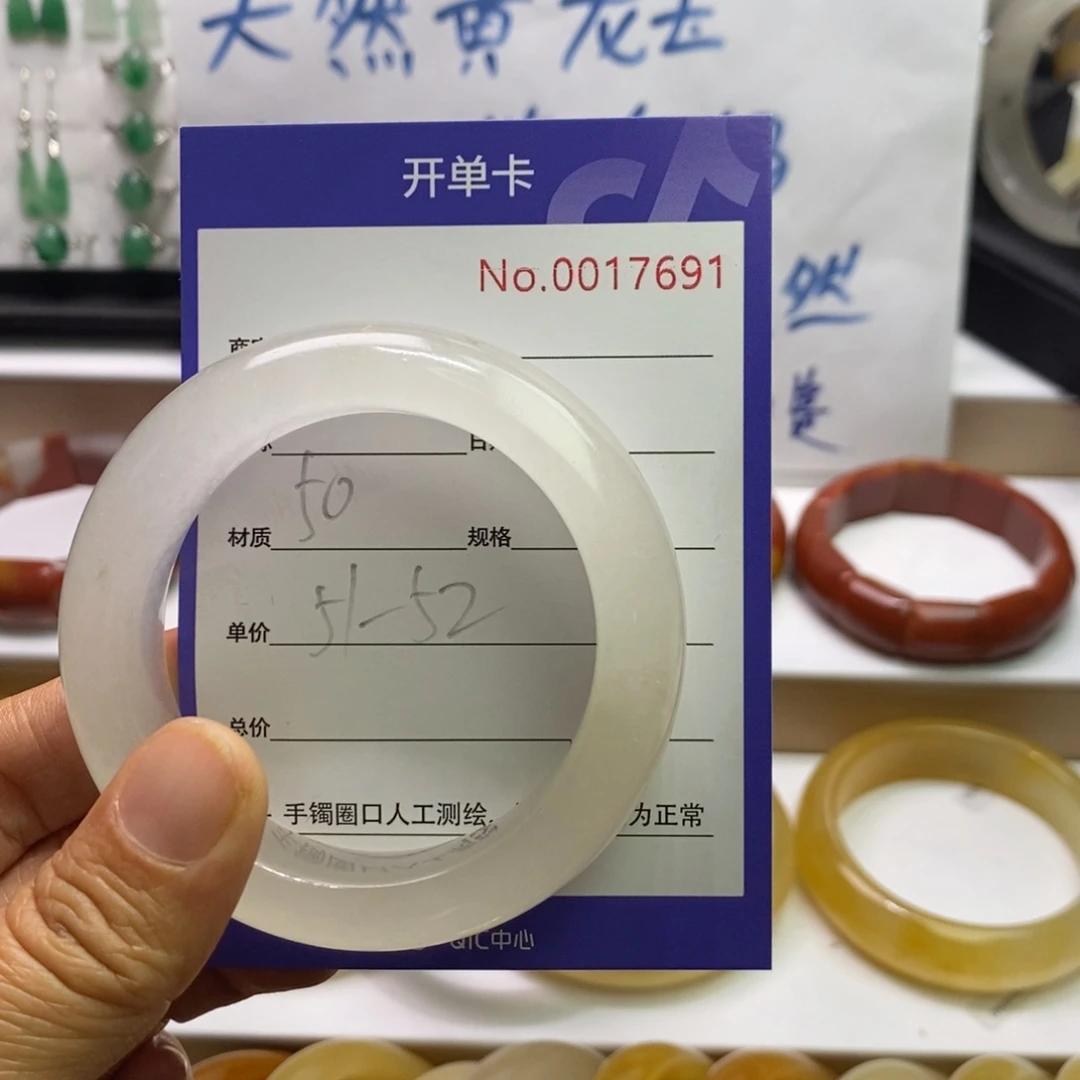 天然黄龙玉
开单卡
No.0017691
50
材质 规格
单价 51-52
总价
手镯圈口人工测绘, 为正常
QIC中心
然